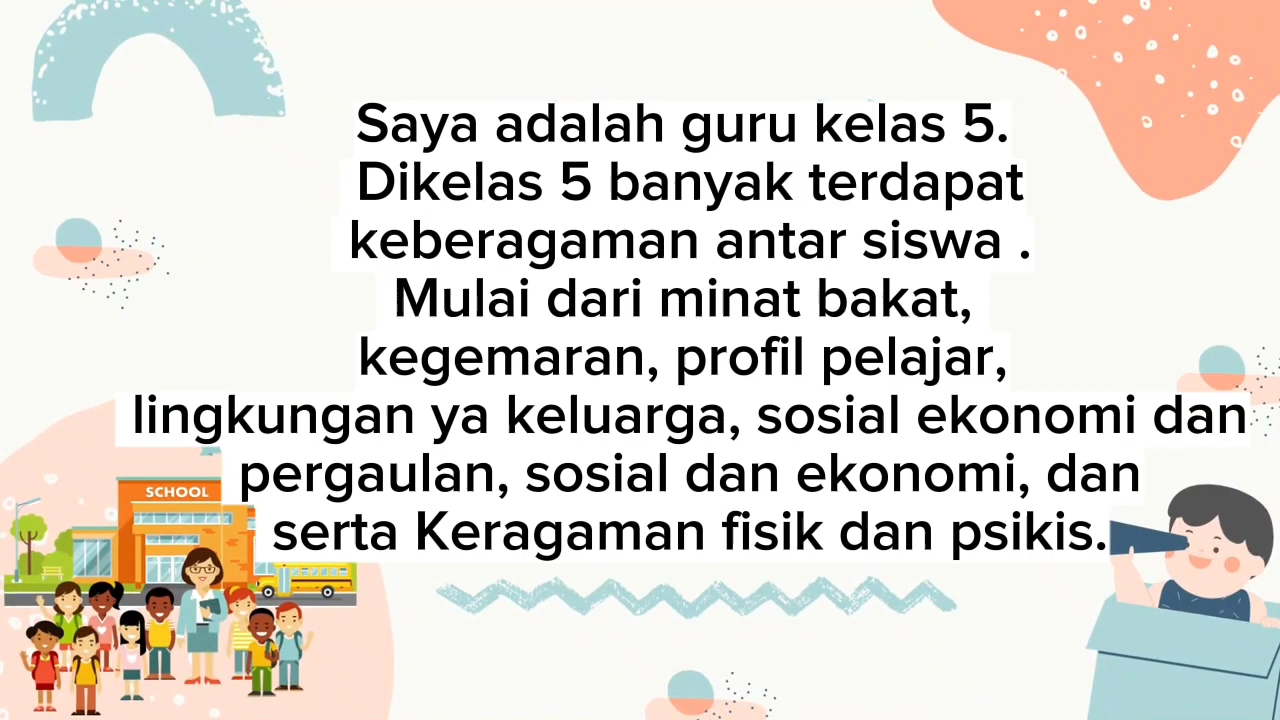 Saya adalah guru kelas 5.
Dikelas 5 banyak terdapat
keberagaman antar siswa .
Mulai dari minat bakat,
kegemaran, profil pelajar,
lingkungan ya keluarga, sosial ekonomi dan
pergaulan, sosial dan ekonomi, dan
serta Keragaman fisik dan psikis.
SCHOOL